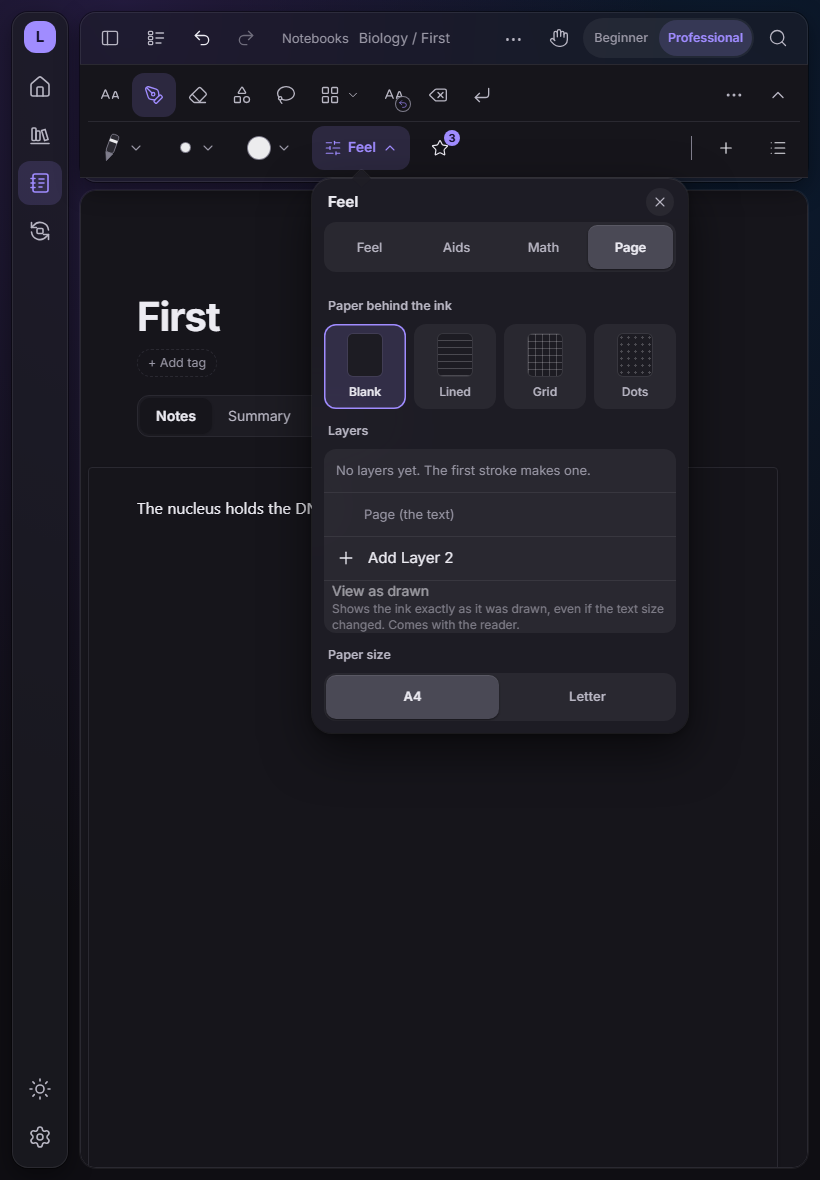 L
Notebooks Biology / First
Beginner Professional
AA
AA
Feel
3
Feel
Feel Aids Math Page
Paper behind the ink
Blank Lined Grid Dots
Layers
No layers yet. The first stroke makes one.
Page (the text)
Add Layer 2
View as drawn
Shows the ink exactly as it was drawn, even if the text size
changed. Comes with the reader.
Paper size
A4 Letter
First
+ Add tag
Notes Summary
The nucleus holds the